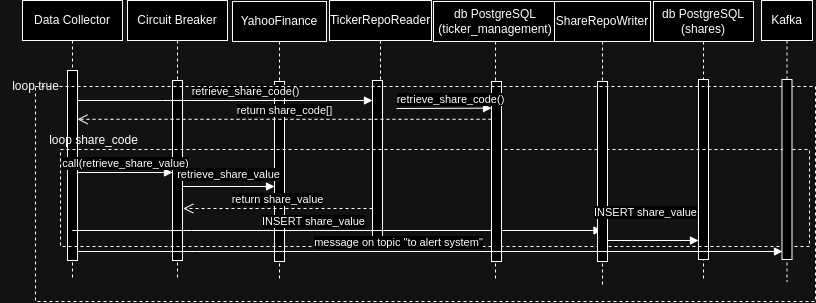 Data Collector
Circuit Breaker
YahooFinance
TickerRepoReader
db PostgreSQL
(ticker_management)
ShareRepoWriter
db PostgreSQL
(shares)
Kafka
loop true
retrieve_share_code()
retrieve_share_code()
return share_code[]
loop share_code
call(retrieve_share_value)
retrieve_share_value
return share_value
INSERT share_value
INSERT share_value
message on topic "to alert system"